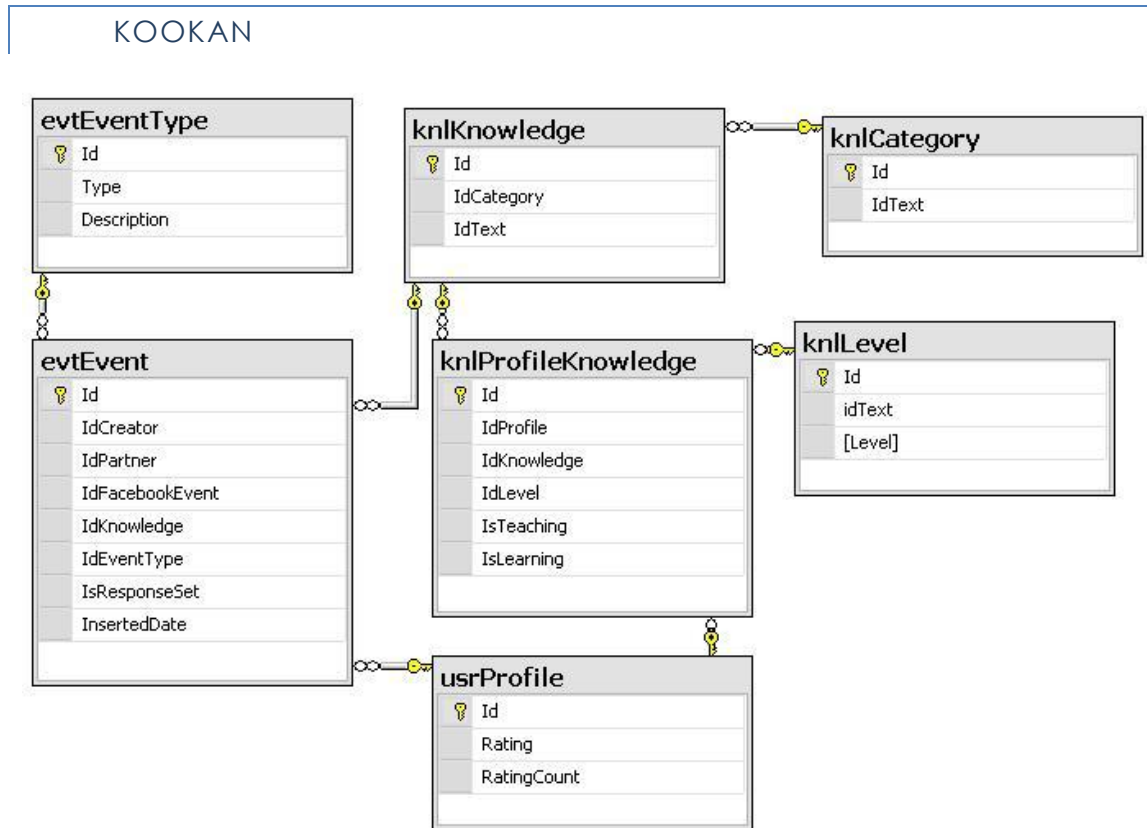 KOOKAN
evtEventType
Id
Type
Description
knlKnowledge
Id
IdCategory
IdText
knlCategory
Id
IdText
evtEvent
Id
IdCreator
IdPartner
IdFacebookEvent
IdKnowledge
IdEventType
IsResponseSet
InsertedDate
knlProfileKnowledge
Id
IdProfile
IdKnowledge
IdLevel
IsTeaching
IsLearning
knlLevel
Id
idText
[Level]
usrProfile
Id
Rating
RatingCount